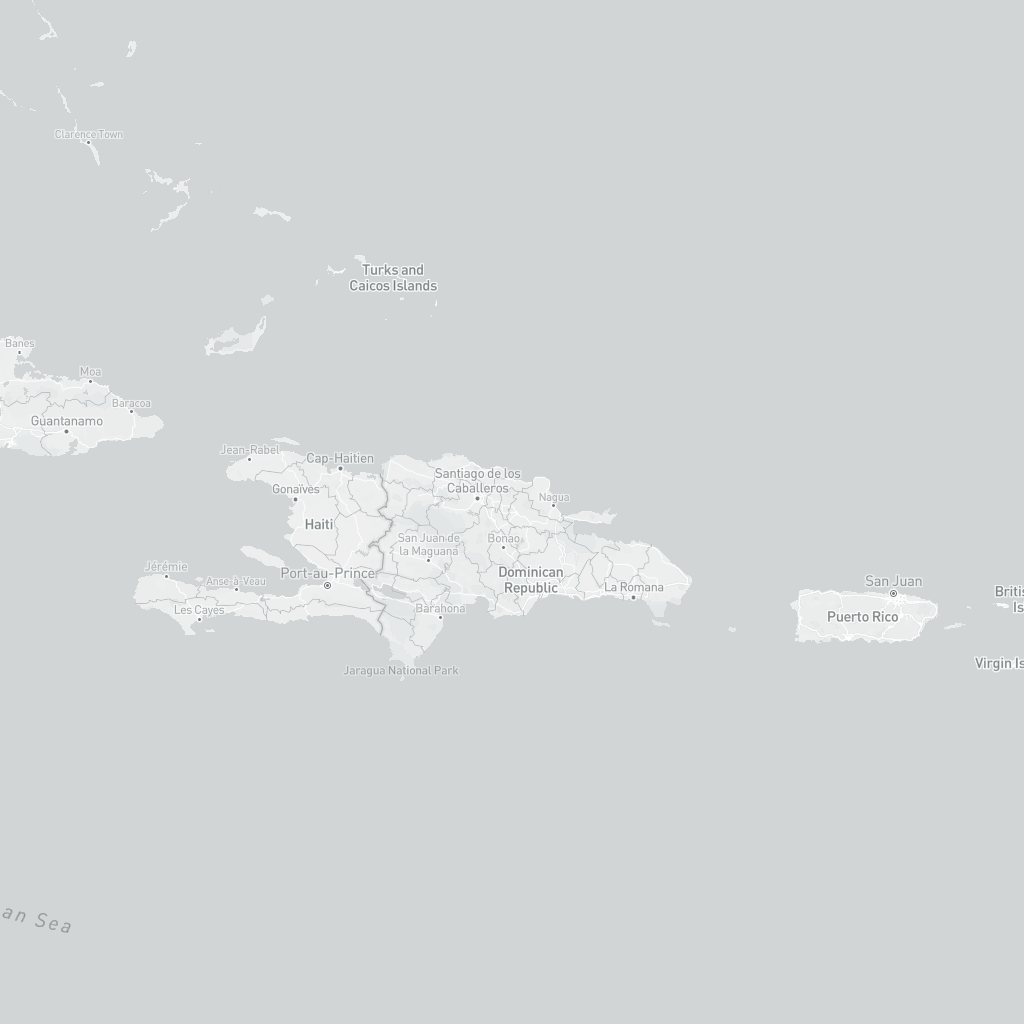 Clarence Town
Turks and
Caicos Islands
Banes
Moa
Baracoa
Guantanamo
Jean-Rabel
Cap-Haitien
Santiago de los
Caballeros
Gonaïves
Nagua
Haiti
San Juan de
la Maguana
Bonao
Jérémie
Anse-à-Veau
Port-au-Prince
Dominican
Republic
La Romana
San Juan
Les Cayes
Barahona
Puerto Rico
Britis
Is
Jaragua National Park
Virgin Is
an Sea